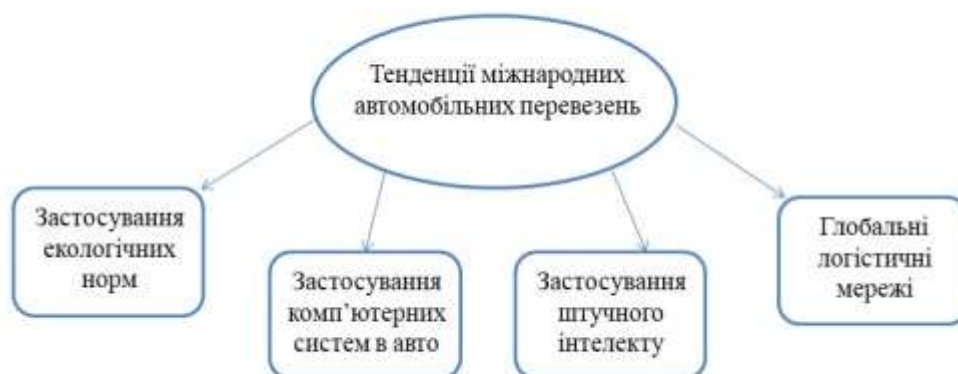 Тенденції міжнародних
автомобільних перевезень
Застосування
екологічних
норм
Застосування
комп’ютерних
систем в авто
Застосування
штучного
інтелекту
Глобальні
логістичні
мережі